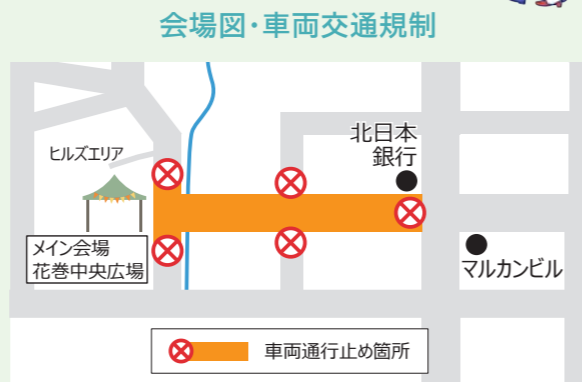 会場図・車両交通規制
北日本
銀行
ヒルズエリア
メイン会場
花巻中央広場
マルカンビル
車両通行止め箇所